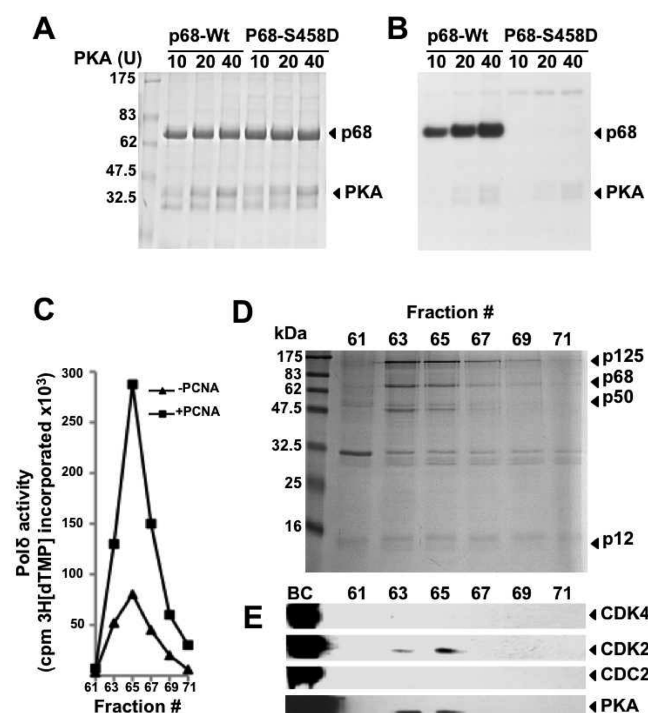 A
p68-Wt P68-S458D
PKA (U) 10 20 40 10 20 40
175
83
62
47.5
32.5
p68
PKA
B
p68-Wt P68-S458D
10 20 40 10 20 40
p68
PKA
C
Polδ activity
(cpm 3H[dTMP] incorporated x10³)
300
250
200
150
100
50
-PCNA
+PCNA
61 63 65 67 69 71
Fraction #
D
Fraction #
kDa 61 63 65 67 69 71
175
83
62
47.5
32.5
25
16
p125
p68
p50
p12
E
BC 61 63 65 67 69 71
CDK4
CDK2
CDC2
PKA